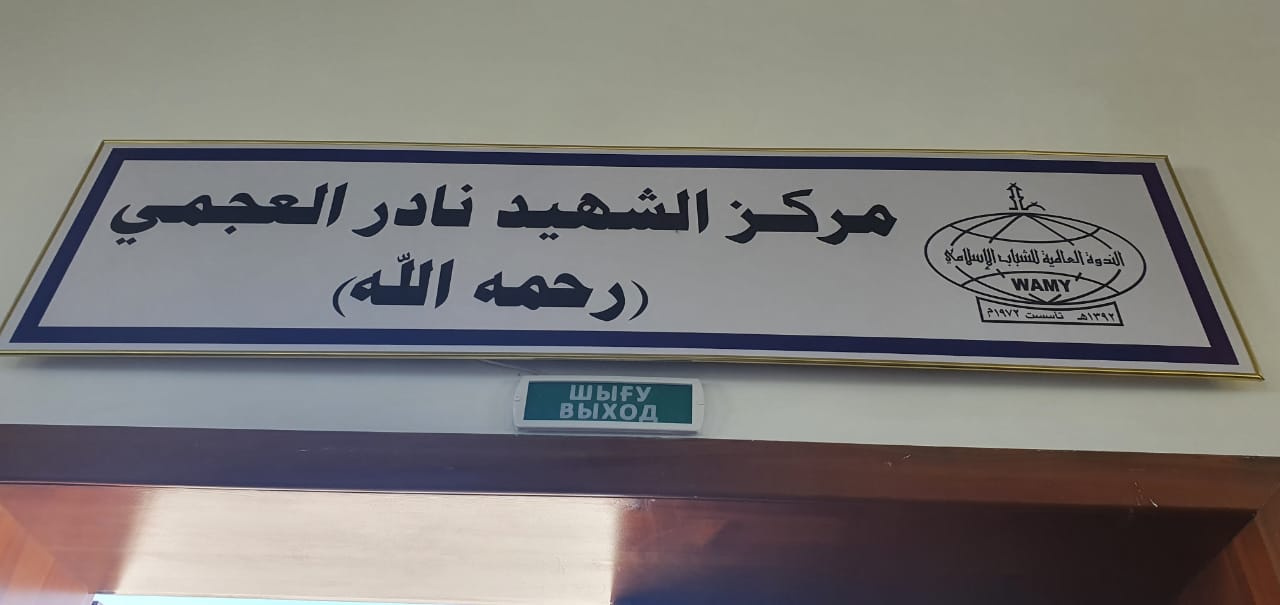 مركز الشهيد نادر العجمي
(رحمه الله)
الندوة العالمية للشباب الإسلامي
WAMY
١٣٩٢هـ تأسست ١٩٧٢م
ШЫҒУ
ВЫХОД